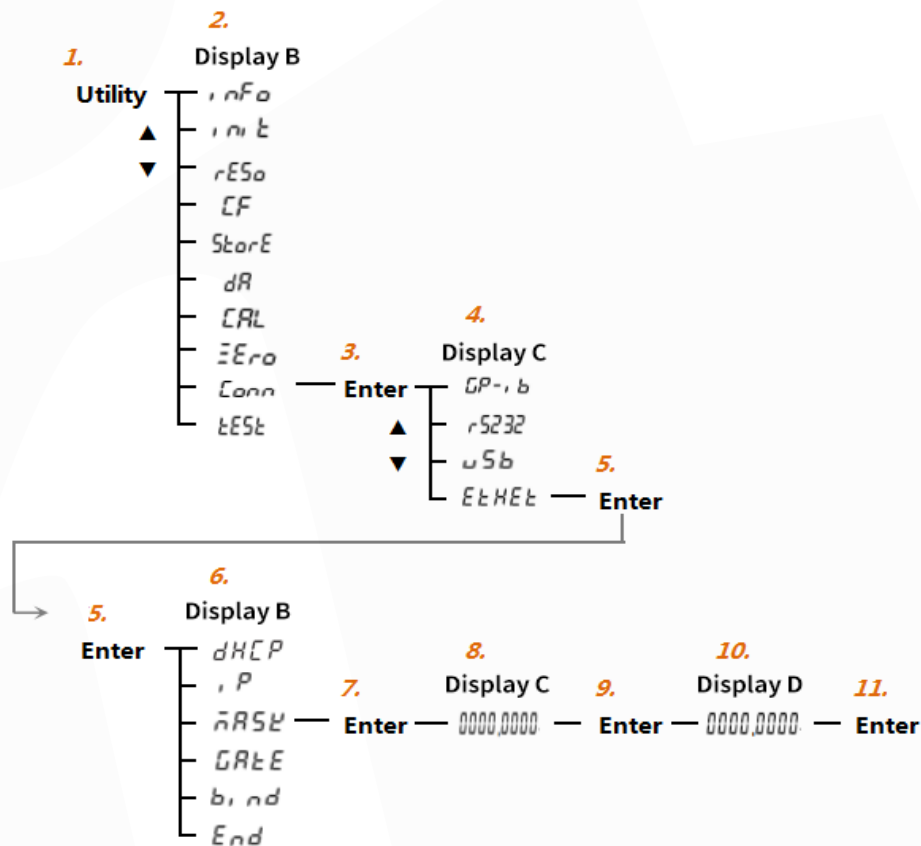 2.
1. Display B
Utility inFo
▲ init
▼ rESo
CF
StorE
dA
CAL 4.
ZEro 3. Display C
Conn Enter GP-ib
tESt ▲ rS232
▼ uSb 5.
EtHEt Enter
6.
5. Display B
Enter dHCP 8. 10.
iP 7. Display C 9. Display D 11.
MASK Enter 0000,0000. Enter 0000,0000. Enter
GAtE
bind
End